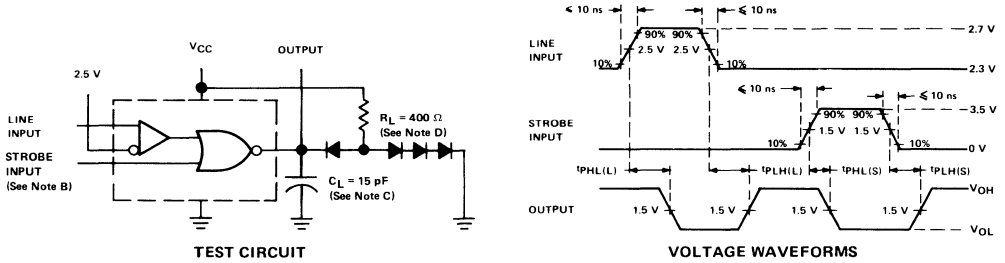 VCC
OUTPUT
2.5 V
LINE
INPUT
STROBE
INPUT
(See Note B)
RL = 400 Ω
(See Note D)
CL = 15 pF
(See Note C)
TEST CIRCUIT
≤ 10 ns
≤ 10 ns
LINE
INPUT
90% 90%
2.5 V 2.5 V
10%
10%
2.7 V
2.3 V
≤ 10 ns
≤ 10 ns
STROBE
INPUT
90% 90%
1.5 V 1.5 V
10%
10%
3.5 V
0 V
tPHL(L)
tPLH(L)
tPHL(S)
tPLH(S)
OUTPUT
1.5 V
1.5 V
1.5 V
1.5 V
VOH
VOL
VOLTAGE WAVEFORMS